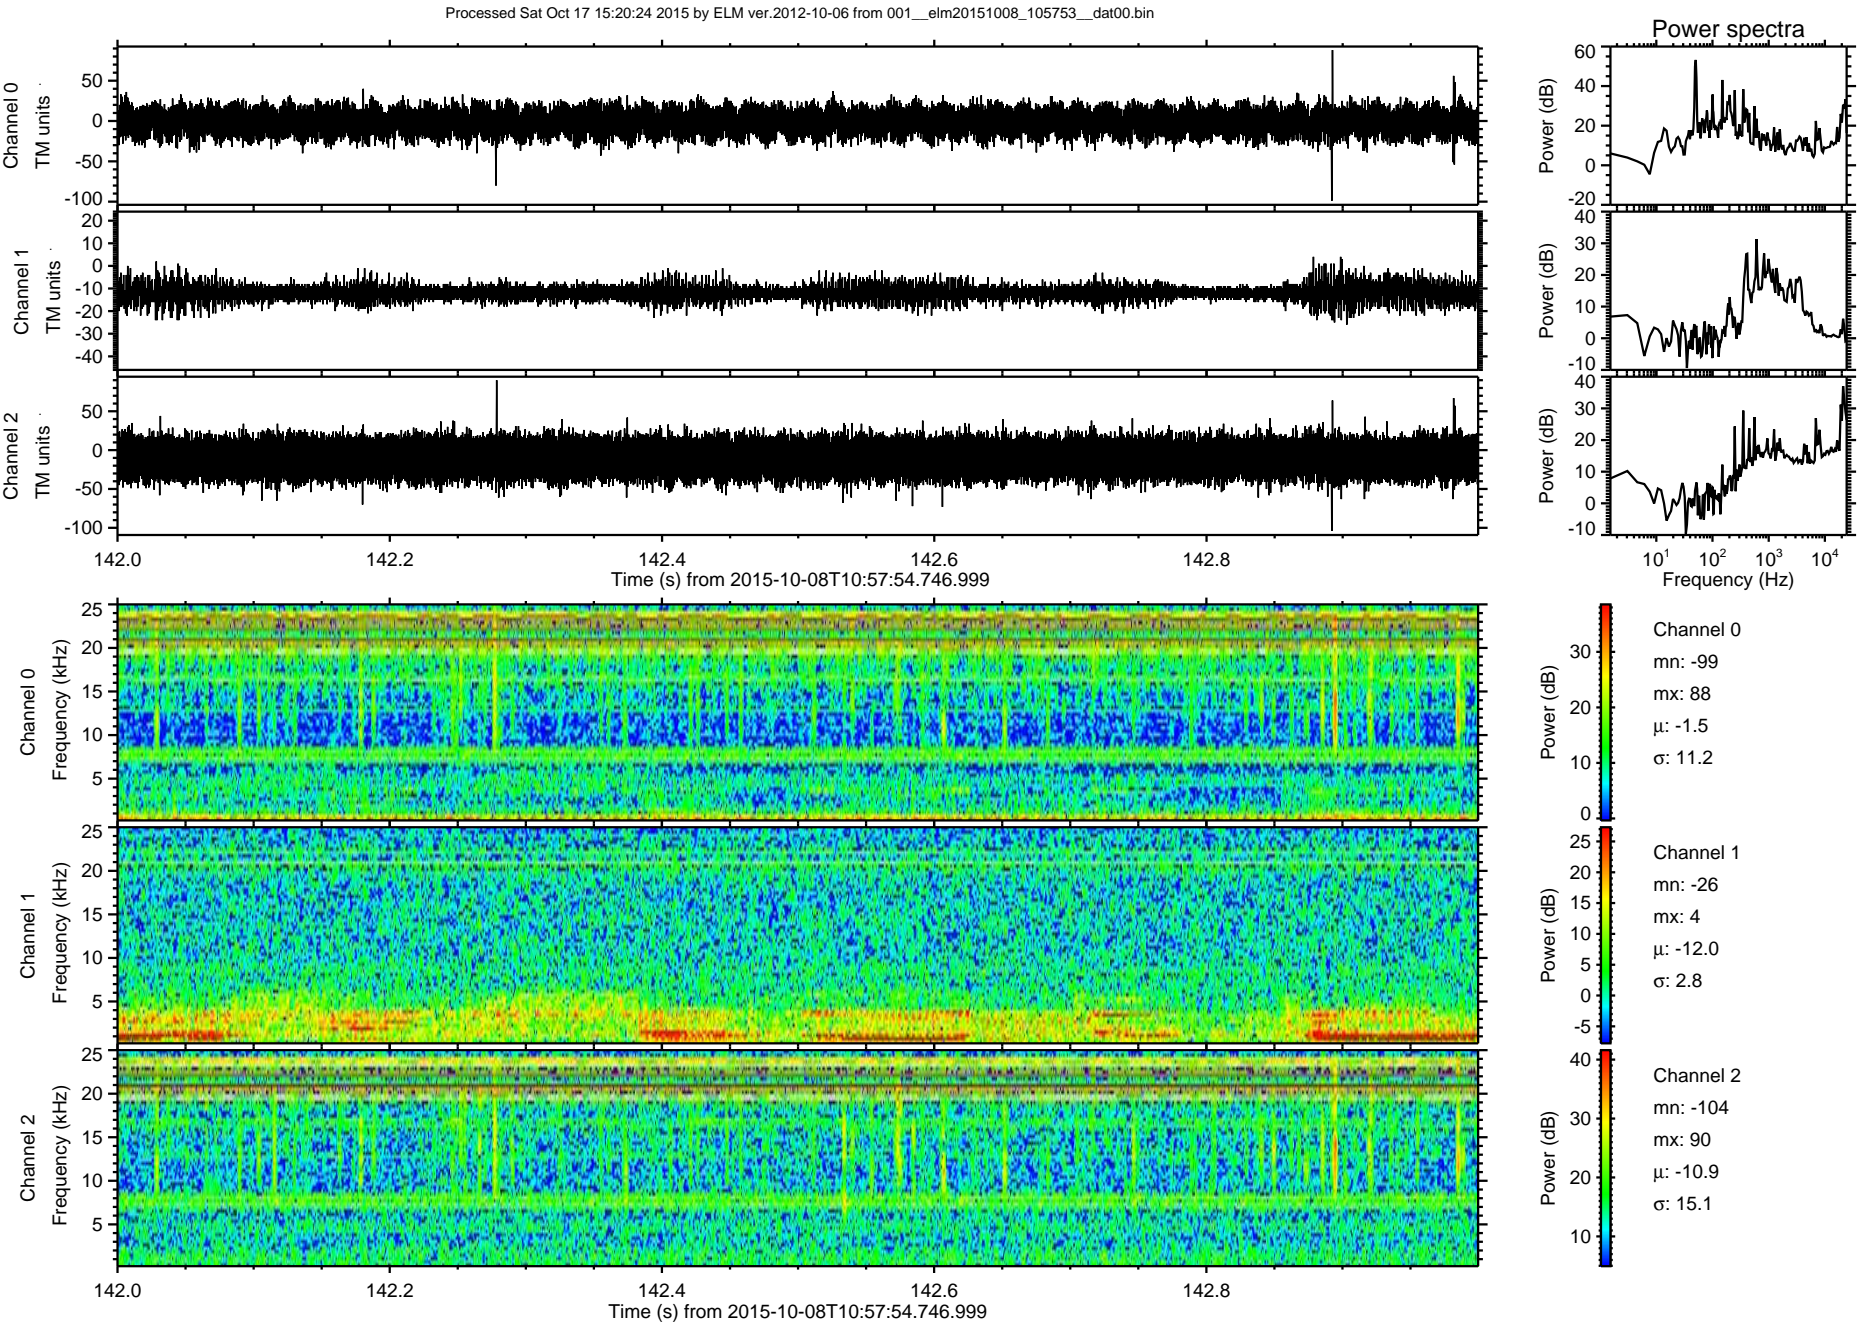 Processed Sat Oct 17 15:20:24 2015 by ELM ver.2012-10-06 from 001__elm20151008_105753__dat00.bin
Power spectra
Channel 0
TM units
50
0
-50
-100
Power (dB)
60
40
20
0
-20
Channel 1
TM units
20
10
0
-10
-20
-30
-40
Power (dB)
40
30
20
10
0
-10
Channel 2
TM units
50
0
-50
-100
Power (dB)
40
30
20
10
0
-10
142.0 142.2 142.4 142.6 142.8
Time (s) from 2015-10-08T10:57:54.746.999
10¹ 10² 10³ 10⁴
Frequency (Hz)
Channel 0
Frequency (kHz)
25
20
15
10
5
Power (dB)
30
20
10
0
Channel 0
mn: -99
mx: 88
μ: -1.5
σ: 11.2
Channel 1
Frequency (kHz)
25
20
15
10
5
Power (dB)
25
20
15
10
5
0
-5
Channel 1
mn: -26
mx: 4
μ: -12.0
σ: 2.8
Channel 2
Frequency (kHz)
25
20
15
10
5
Power (dB)
40
30
20
10
Channel 2
mn: -104
mx: 90
μ: -10.9
σ: 15.1
142.0 142.2 142.4 142.6 142.8
Time (s) from 2015-10-08T10:57:54.746.999